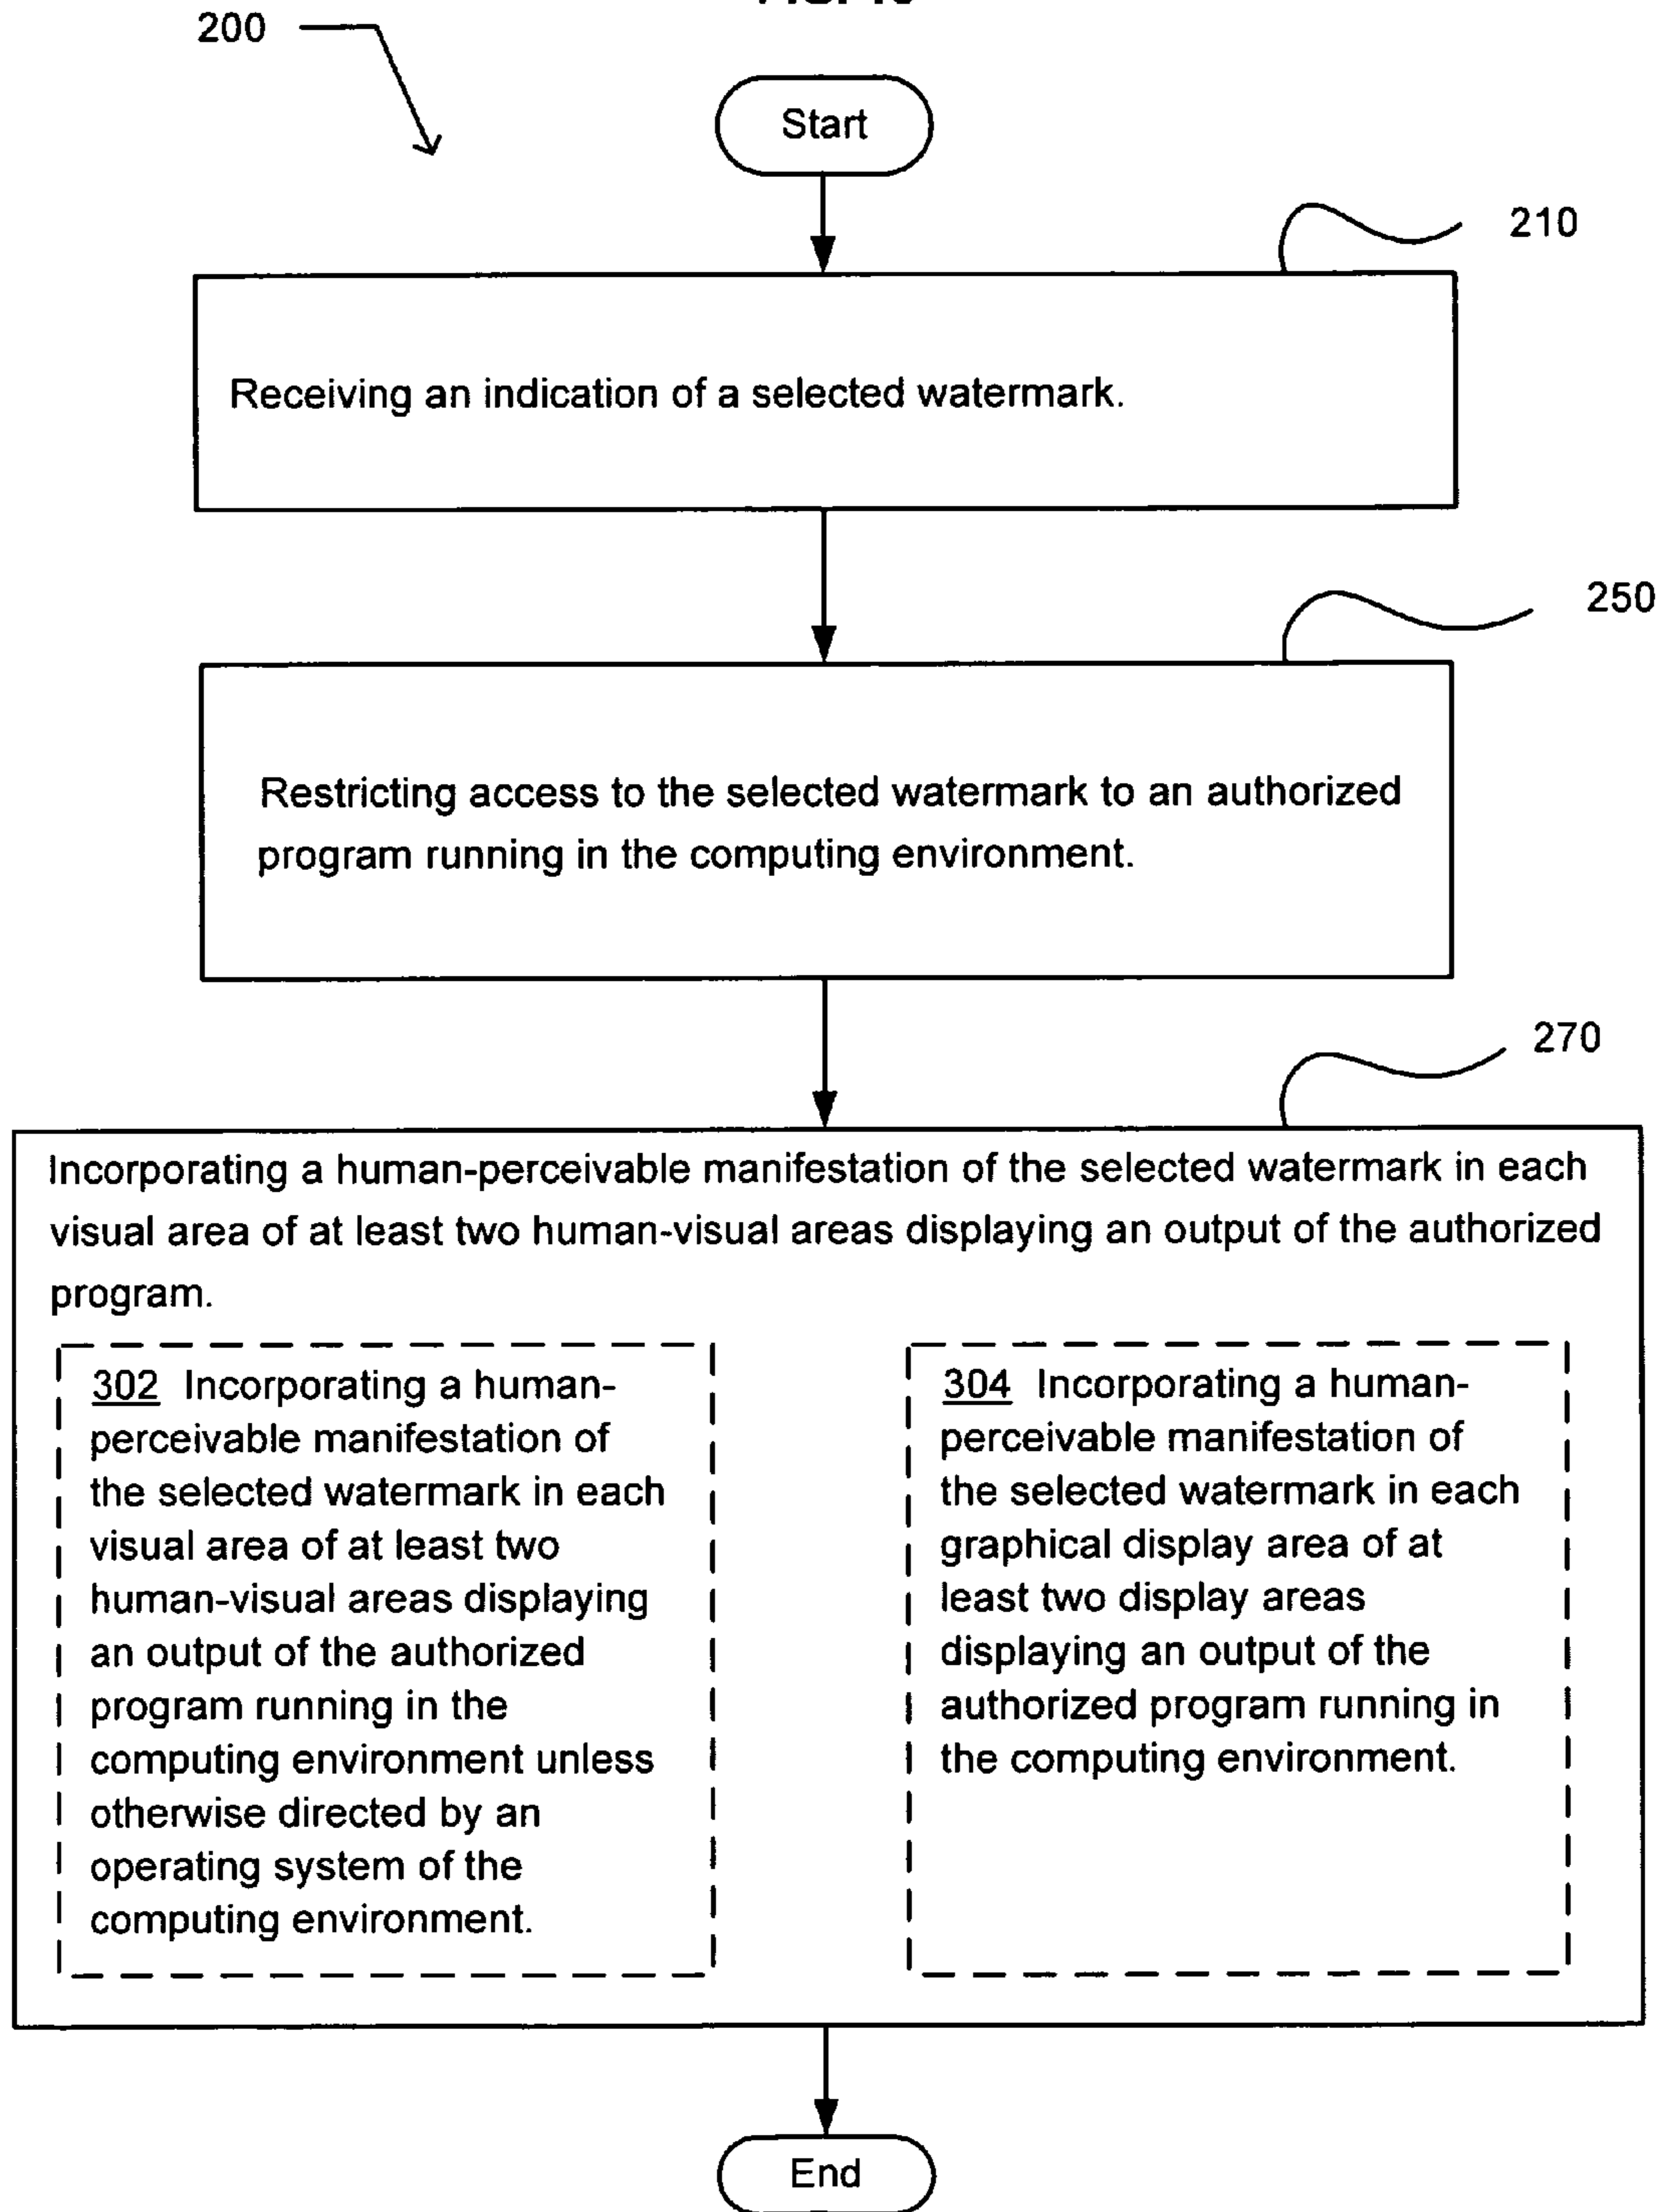 200
Start
210
Receiving an indication of a selected watermark.
250
Restricting access to the selected watermark to an authorized
program running in the computing environment.
270
Incorporating a human-perceivable manifestation of the selected watermark in each
visual area of at least two human-visual areas displaying an output of the authorized
program.
302 Incorporating a human-
perceivable manifestation of
the selected watermark in each
visual area of at least two
human-visual areas displaying
an output of the authorized
program running in the
computing environment unless
otherwise directed by an
operating system of the
computing environment.
304 Incorporating a human-
perceivable manifestation of
the selected watermark in each
graphical display area of at
least two display areas
displaying an output of the
authorized program running in
the computing environment.
End